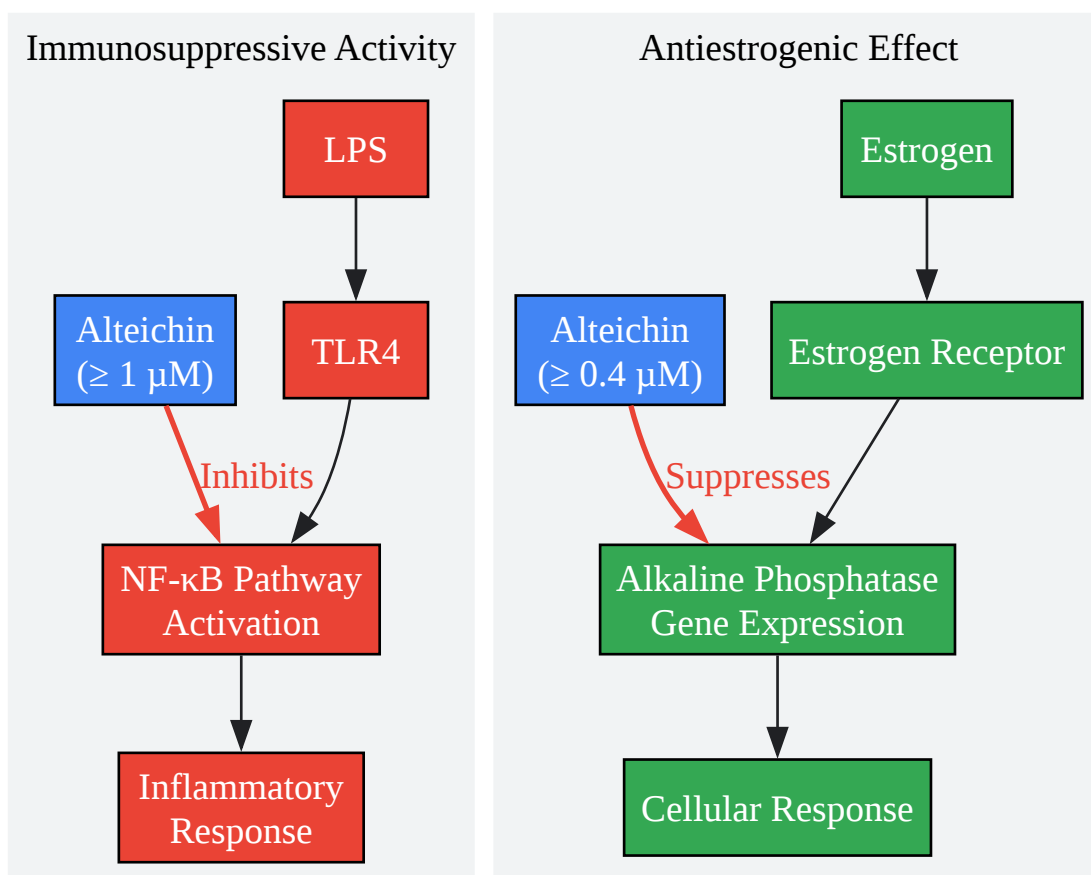 Immunosuppressive Activity
LPS
Alteichin
(≥ 1 µM)
TLR4
Inhibits
NF-κB Pathway
Activation
Inflammatory
Response
Antiestrogenic Effect
Estrogen
Alteichin
(≥ 0.4 µM)
Estrogen Receptor
Suppresses
Alkaline Phosphatase
Gene Expression
Cellular Response